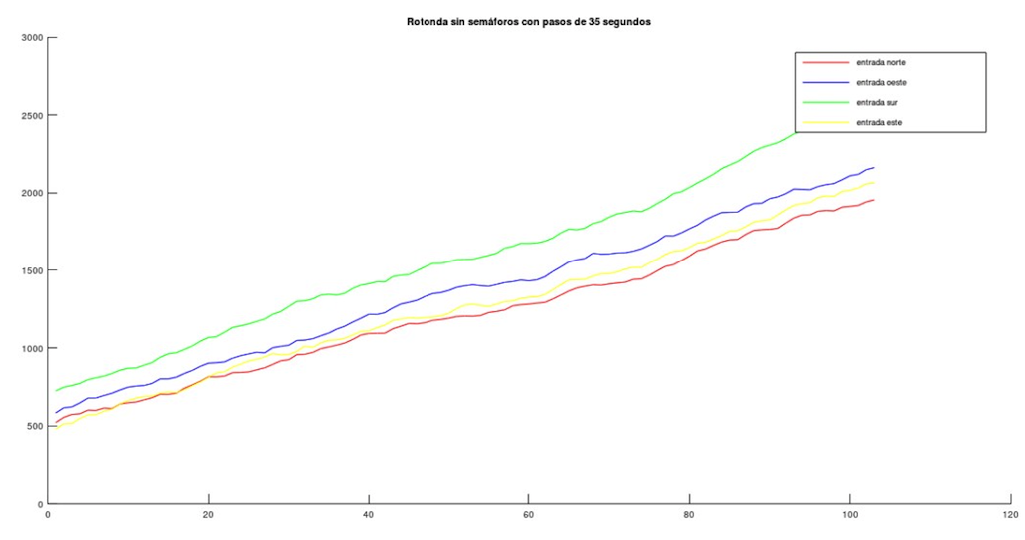 Rotonda sin semáforos con pasos de 35 segundos
3000
entrada norte
entrada oeste
entrada sur
entrada este
2500
2000
1500
1000
500
0
0 20 40 60 80 100 120